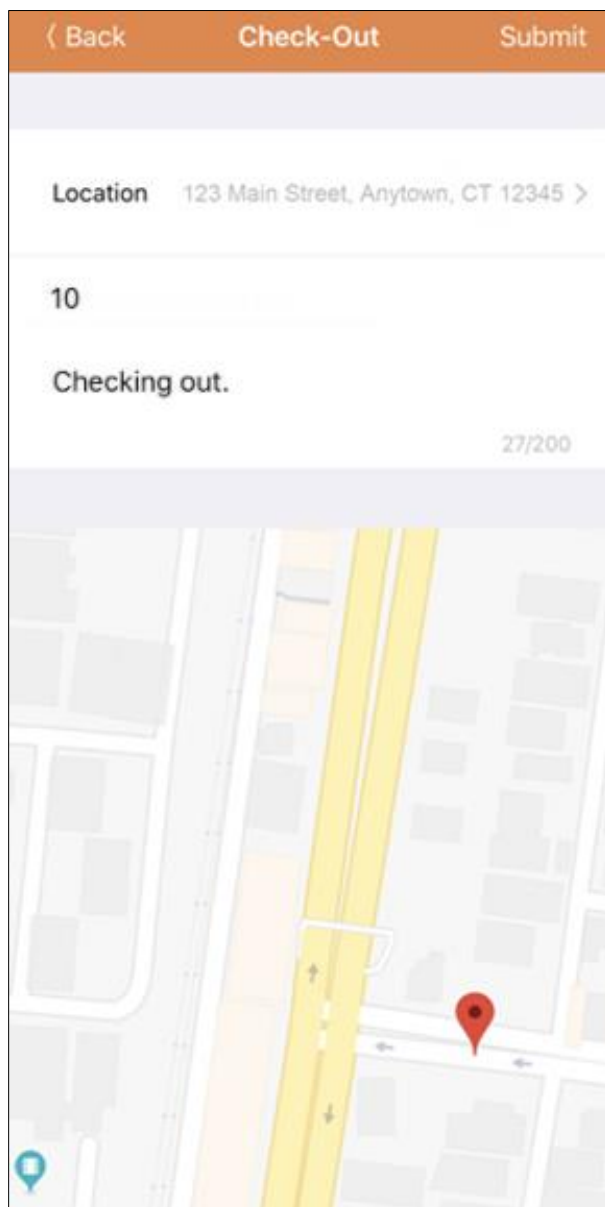 〈 Back Check-Out Submit
Location 123 Main Street, Anytown, CT 12345 >
10
Checking out.
27/200